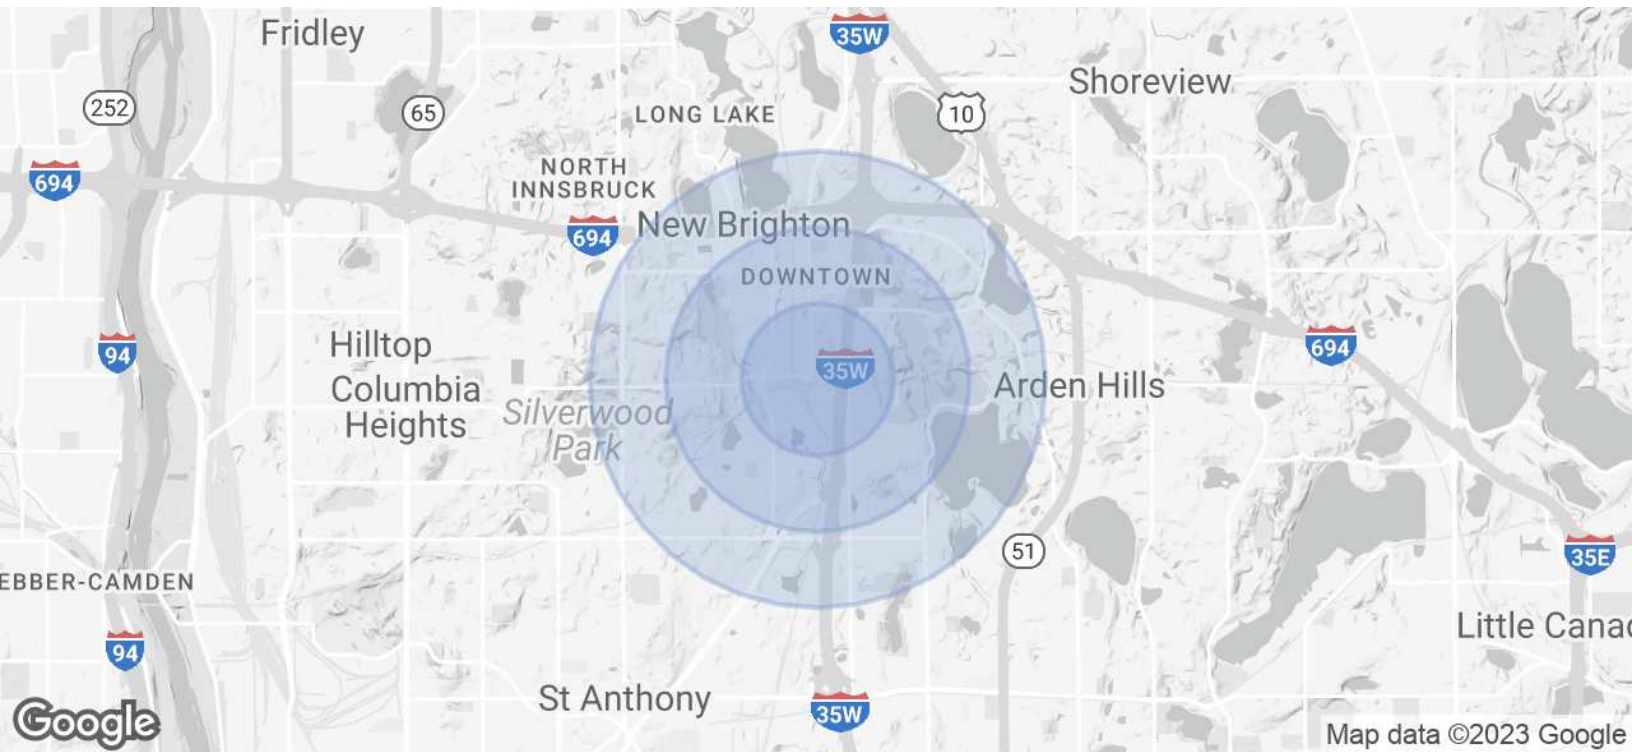 Fridley
35W
Shoreview
252
65
LONG LAKE
10
694
NORTH
INNSBRUCK
New Brighton
694
DOWNTOWN
94
Hilltop
35W
694
Columbia
Heights
Silverwood
Park
Arden Hills
51
35E
EBBER-CAMDEN
94
Little Canad
St Anthony
35W
Google
Map data ©2023 Google